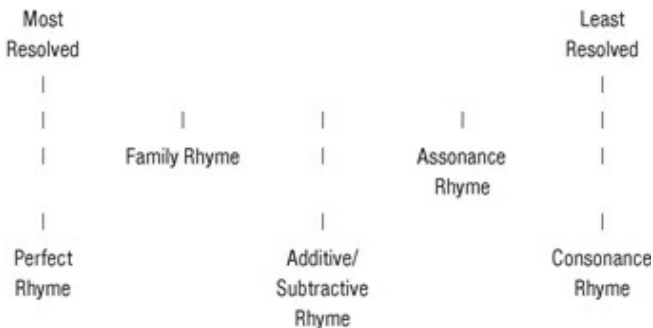 Most
Resolved
Least
Resolved
Family Rhyme
Assonance
Rhyme
Perfect
Rhyme
Additive/
Subtractive
Rhyme
Consonance
Rhyme